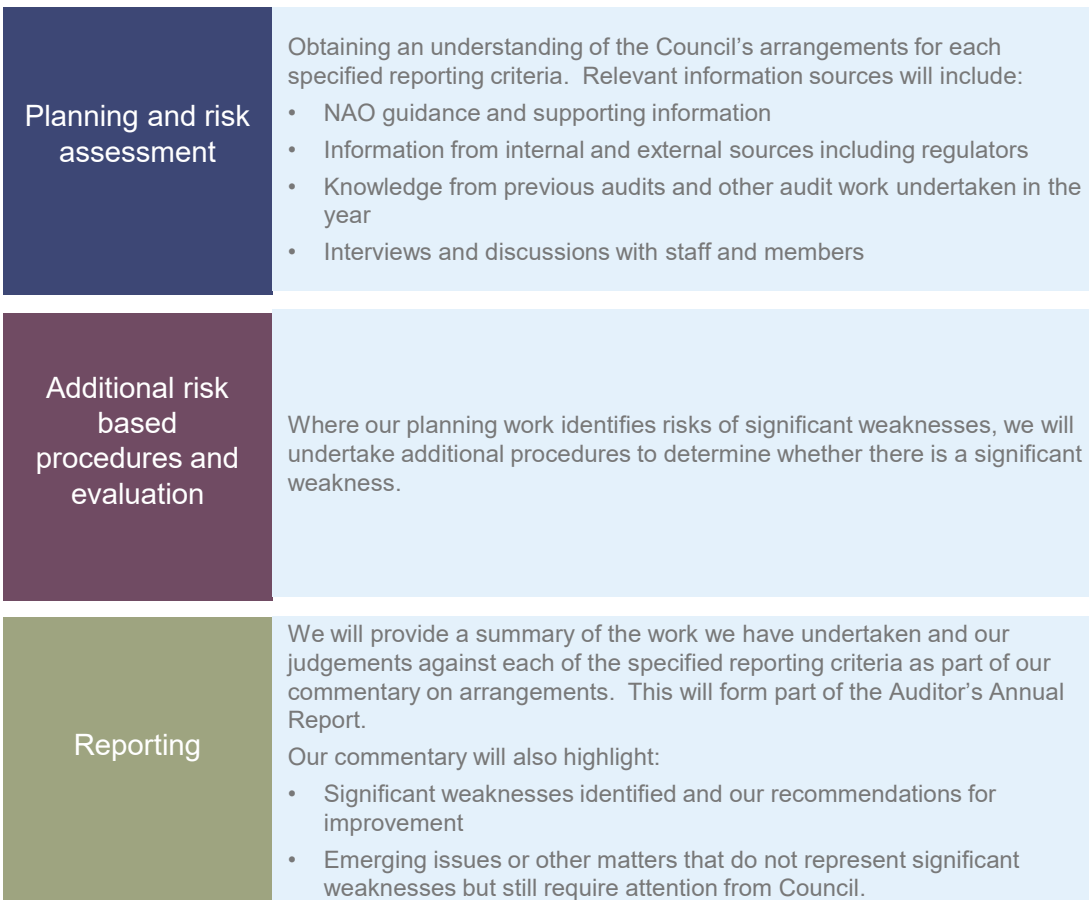 Planning and risk
assessment
Obtaining an understanding of the Council’s arrangements for each
specified reporting criteria.  Relevant information sources will include:
• NAO guidance and supporting information
• Information from internal and external sources including regulators
• Knowledge from previous audits and other audit work undertaken in the
year
• Interviews and discussions with staff and members
Additional risk
based
procedures and
evaluation
Where our planning work identifies risks of significant weaknesses, we will
undertake additional procedures to determine whether there is a significant
weakness.
Reporting
We will provide a summary of the work we have undertaken and our
judgements against each of the specified reporting criteria as part of our
commentary on arrangements.  This will form part of the Auditor’s Annual
Report.
Our commentary will also highlight:
• Significant weaknesses identified and our recommendations for
improvement
• Emerging issues or other matters that do not represent significant
weaknesses but still require attention from Council.